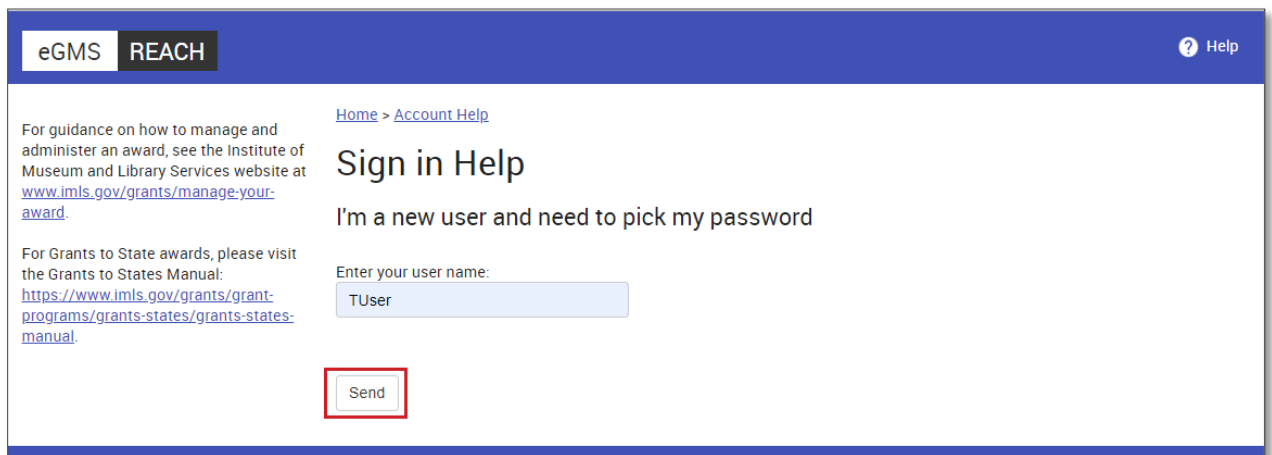 eGMS REACH
Help
For guidance on how to manage and
administer an award, see the Institute of
Museum and Library Services website at
www.imls.gov/grants/manage-your-
award.
For Grants to State awards, please visit
the Grants to States Manual:
https://www.imls.gov/grants/grant-
programs/grants-states/grants-states-
manual.
Home > Account Help
Sign in Help
I'm a new user and need to pick my password
Enter your user name:
TUser
Send